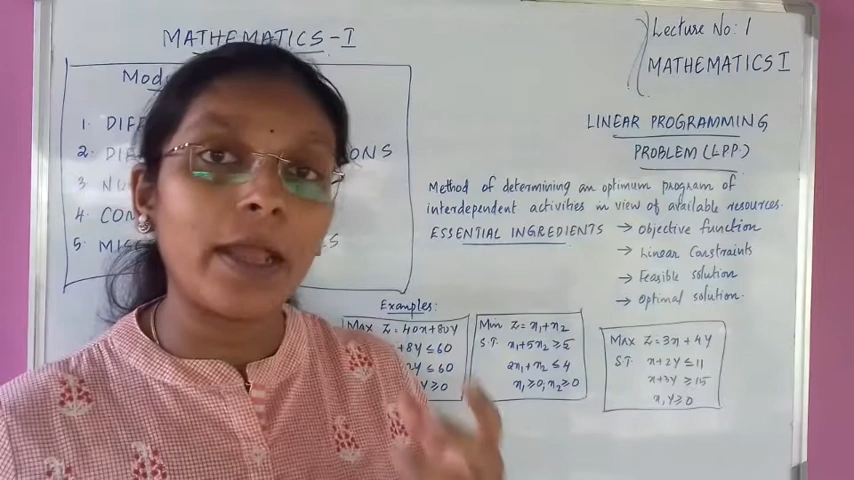 MATHEMATICS - I
1. DIFF
2. DIF ONS
3 NU
4. CON
5. MIS S
Lecture No: 1
MATHEMATICS I
LINEAR PROGRAMMING
PROBLEM (LPP)
Method of determining an optimum program of
interdependent activities in view of available resources.
ESSENTIAL INGREDIENTS → Objective function
→ Linear Constraints
→ Feasible solution
→ Optimal solution.
Examples:
Max Z = 40x+80y
+8y ≤ 60
y ≤ 60
y ≥ 0
Min Z = x1+x2
S.T. x1+5x2 ≥ 5
2x1+x2 ≤ 4
x1≥0, x2≥0
Max Z = 3x+4y
S.T. x+2y ≤ 11
x+3y ≥ 15
x,y ≥ 0